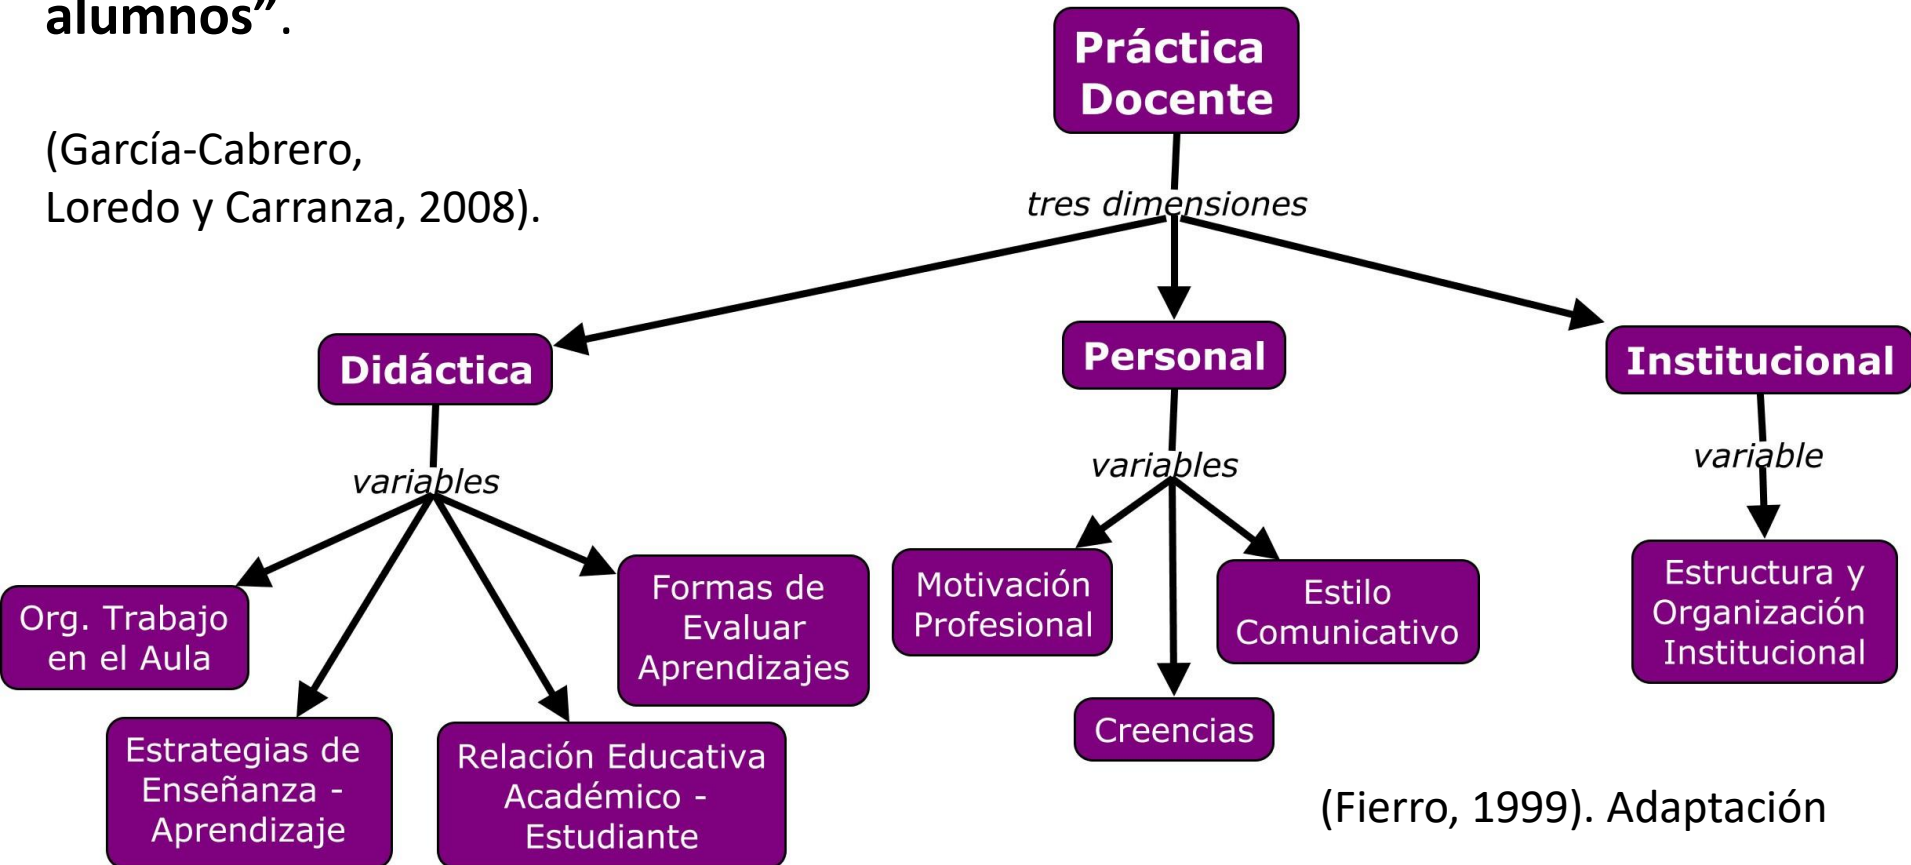 alumnos”.
(García-Cabrero,
Loredo y Carranza, 2008).
Práctica
Docente
tres dimensiones
Didáctica
Personal
Institucional
variables
variables
variable
Org. Trabajo
en el Aula
Estrategias de
Enseñanza -
Aprendizaje
Relación Educativa
Académico -
Estudiante
Formas de
Evaluar
Aprendizajes
Motivación
Profesional
Creencias
Estilo
Comunicativo
Estructura y
Organización
Institucional
(Fierro, 1999). Adaptación